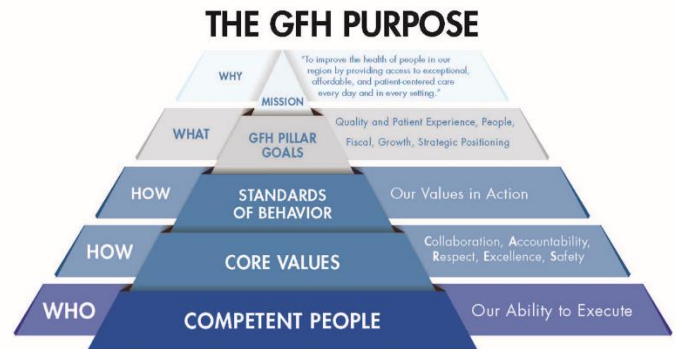 THE GFH PURPOSE
WHY
MISSION
"To improve the health of people in our
region by providing access to exceptional,
affordable, and patient-centered care
every day and in every setting."
WHAT
GFH PILLAR
GOALS
Quality and Patient Experience, People,
Fiscal, Growth, Strategic Positioning
HOW
STANDARDS
OF BEHAVIOR
Our Values in Action
HOW
CORE VALUES
Collaboration, Accountability,
Respect, Excellence, Safety
WHO
COMPETENT PEOPLE
Our Ability to Execute